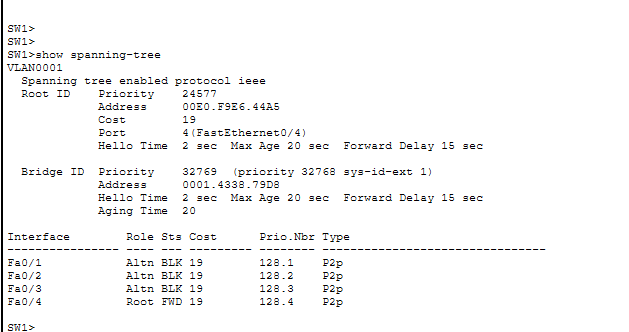 SW1>
SW1>
SW1>show spanning-tree
VLAN0001
  Spanning tree enabled protocol ieee
  Root ID    Priority    24577
             Address     00E0.F9E6.44A5
             Cost        19
             Port        4(FastEthernet0/4)
             Hello Time  2 sec  Max Age 20 sec  Forward Delay 15 sec
  Bridge ID  Priority    32769  (priority 32768 sys-id-ext 1)
             Address     0001.4338.79D8
             Hello Time  2 sec  Max Age 20 sec  Forward Delay 15 sec
             Aging Time  20
Interface        Role Sts Cost      Prio.Nbr Type
---------------- ---- --- --------- -------- --------------------------------
Fa0/1            Altn BLK 19        128.1    P2p
Fa0/2            Altn BLK 19        128.2    P2p
Fa0/3            Altn BLK 19        128.3    P2p
Fa0/4            Root FWD 19        128.4    P2p
SW1>